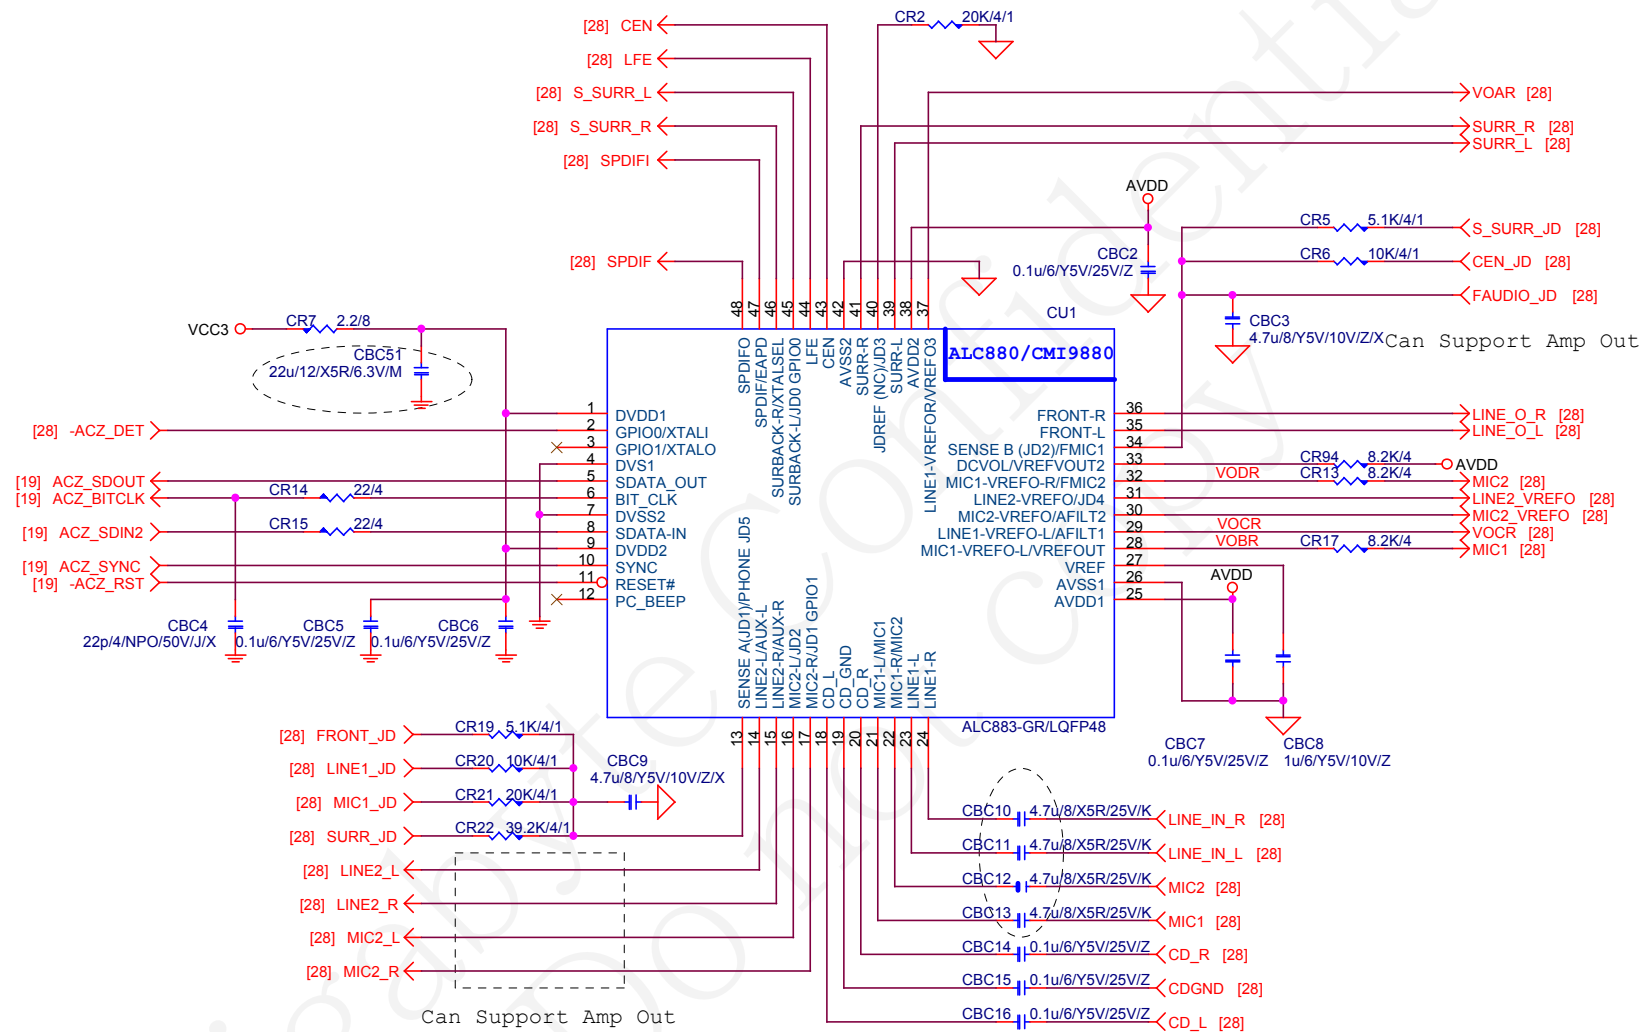 [28] CEN
[28] LFE
[28] S_SURR_L
[28] S_SURR_R
[28] SPDIFI
[28] SPDIF
CR2 20K/4/1
VOAR [28]
SURR_R [28]
SURR_L [28]
AVDD
CBC2
0.1u/6/Y5V/25V/Z
CR5 5.1K/4/1 S_SURR_JD [28]
CR6 10K/4/1 CEN_JD [28]
FAUDIO_JD [28]
CBC3
4.7u/8/Y5V/10V/Z/X
Can Support Amp Out
CU1
ALC880/CMI9880
VCC3 CR7 2.2/8
CBC51
22u/12/X5R/6.3V/M
48 47 46 45 44 43 42 41 40 39 38 37
SPDIFO
SPDIF/EAPD
SURBACK-R/XTALSEL
SURBACK-L/JD0 GPIO0
LFE
CEN
AVSS2
SURR-R
JDREF (NC)/JD3
SURR-L
AVDD2
LINE1-VREFOR/VREFO3
1 DVDD1
2 GPIO0/XTALI
3 GPIO1/XTALO
4 DVS1
5 SDATA_OUT
6 BIT_CLK
7 DVSS2
8 SDATA-IN
9 DVDD2
10 SYNC
11 RESET#
12 PC_BEEP
[28] -ACZ_DET
[19] ACZ_SDOUT
[19] ACZ_BITCLK CR14 22/4
[19] ACZ_SDIN2 CR15 22/4
[19] ACZ_SYNC
[19] -ACZ_RST
CBC4
22p/4/NPO/50V/J/X
CBC5
0.1u/6/Y5V/25V/Z
CBC6
0.1u/6/Y5V/25V/Z
FRONT-R 36 LINE_O_R [28]
FRONT-L 35 LINE_O_L [28]
SENSE B (JD2)/FMIC1 34
DCVOL/VREFVOUT2 33 CR94 8.2K/4 AVDD
MIC1-VREFO-R/FMIC2 32 VODR CR13 8.2K/4 MIC2 [28]
LINE2-VREFO/JD4 31 LINE2_VREFO [28]
MIC2-VREFO/AFILT2 30 MIC2_VREFO [28]
LINE1-VREFO-L/AFILT1 29 VOCR VOCR [28]
MIC1-VREFO-L/VREFOUT 28 VOBR CR17 8.2K/4 MIC1 [28]
VREF 27
AVSS1 26
AVDD1 25
AVDD
CBC7
0.1u/6/Y5V/25V/Z
CBC8
1u/6/Y5V/10V/Z
SENSE A(JD1)/PHONE JD5
LINE2-L/AUX-L
LINE2-R/AUX-R
MIC2-L/JD2
MIC2-R/JD1 GPIO1
CD_L
CD_GND
CD_R
MIC1-L/MIC1
MIC1-R/MIC2
LINE1-L
LINE1-R
13 14 15 16 17 18 19 20 21 22 23 24
ALC883-GR/LQFP48
[28] FRONT_JD CR19 5.1K/4/1
[28] LINE1_JD CR20 10K/4/1
[28] MIC1_JD CR21 20K/4/1
[28] SURR_JD CR22 39.2K/4/1
CBC9
4.7u/8/Y5V/10V/Z/X
[28] LINE2_L
[28] LINE2_R
[28] MIC2_L
[28] MIC2_R
Can Support Amp Out
CBC10 4.7u/8/X5R/25V/K LINE_IN_R [28]
CBC11 4.7u/8/X5R/25V/K LINE_IN_L [28]
CBC12 4.7u/8/X5R/25V/K MIC2 [28]
CBC13 4.7u/8/X5R/25V/K MIC1 [28]
CBC14 0.1u/6/Y5V/25V/Z CD_R [28]
CBC15 0.1u/6/Y5V/25V/Z CDGND [28]
CBC16 0.1u/6/Y5V/25V/Z CD_L [28]